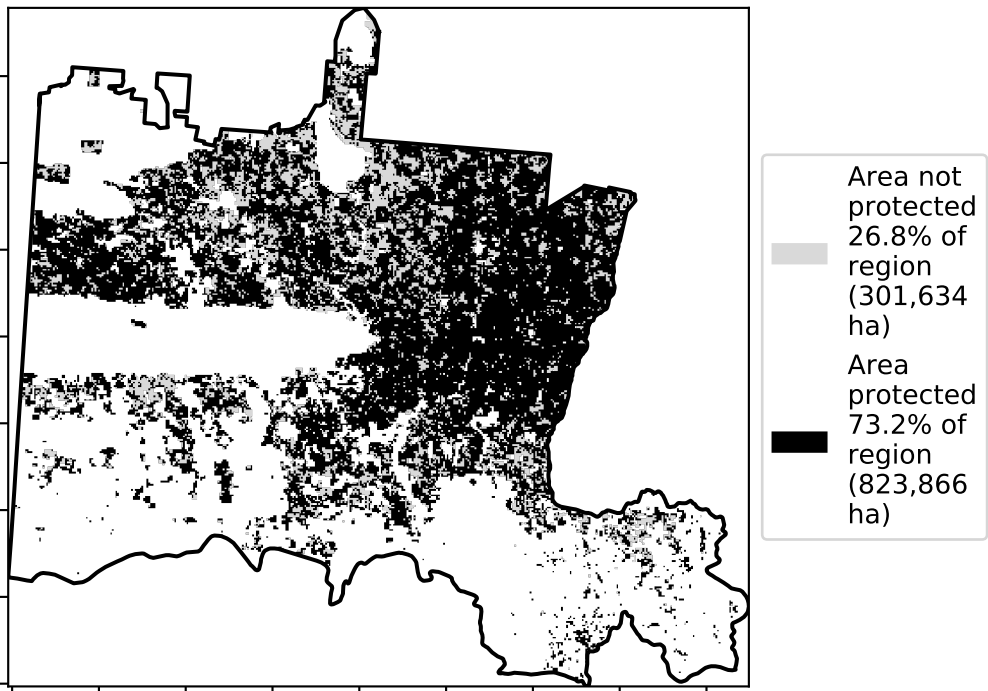 Area not
protected
26.8% of
region
(301,634
ha)
Area
protected
73.2% of
region
(823,866
ha)